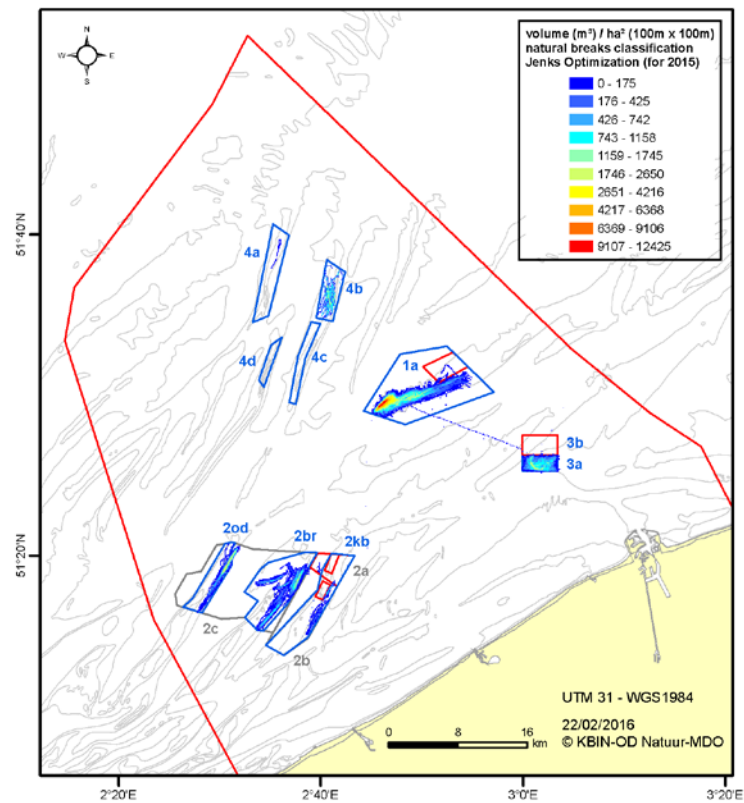 volume (m³) / ha² (100m x 100m)
natural breaks classification
Jenks Optimization (for 2015)
0 - 175
176 - 425
426 - 742
743 - 1158
1159 - 1745
1746 - 2650
2651 - 4216
4217 - 6368
6369 - 9106
9107 - 12425
N
W E
S
51°40'N
4a
4b
4c
4d
1a
3b
3a
51°20'N
2od
2br
2kb
2a
2c
2b
UTM 31 - WGS1984
22/02/2016
© KBIN-OD Natuur-MDO
0 8 16
km
2°20'E 2°40'E 3°0'E 3°20'E